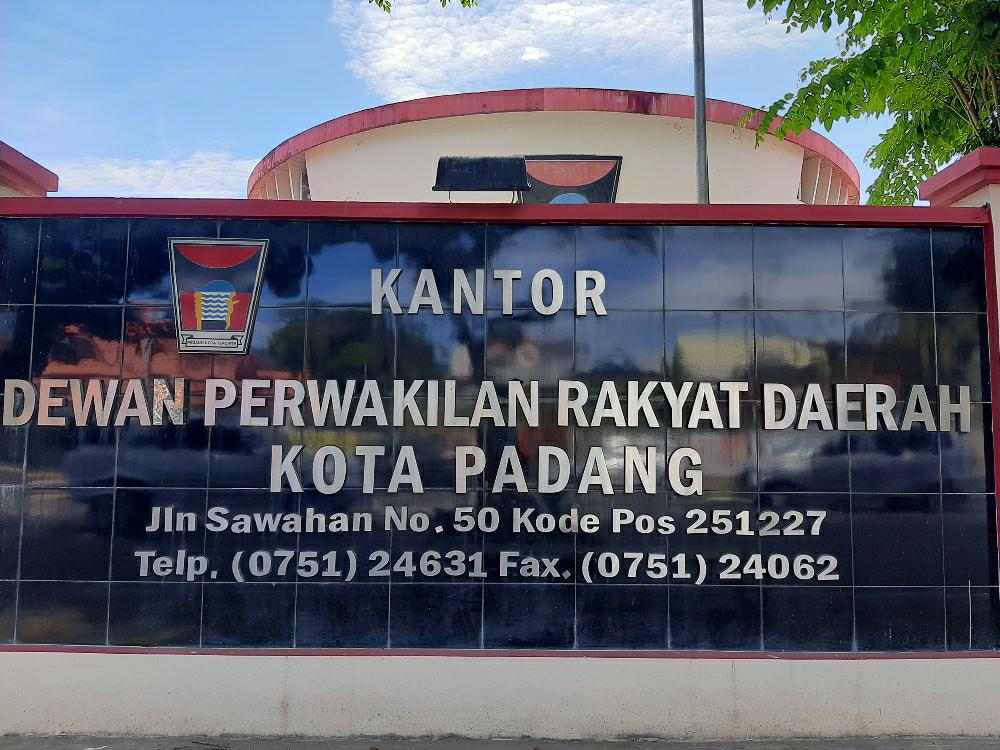 KANTOR
DEWAN PERWAKILAN RAKYAT DAERAH
KOTA PADANG
Jln Sawahan No. 50 Kode Pos 251227
Telp. (0751) 24631 Fax. (0751) 24062